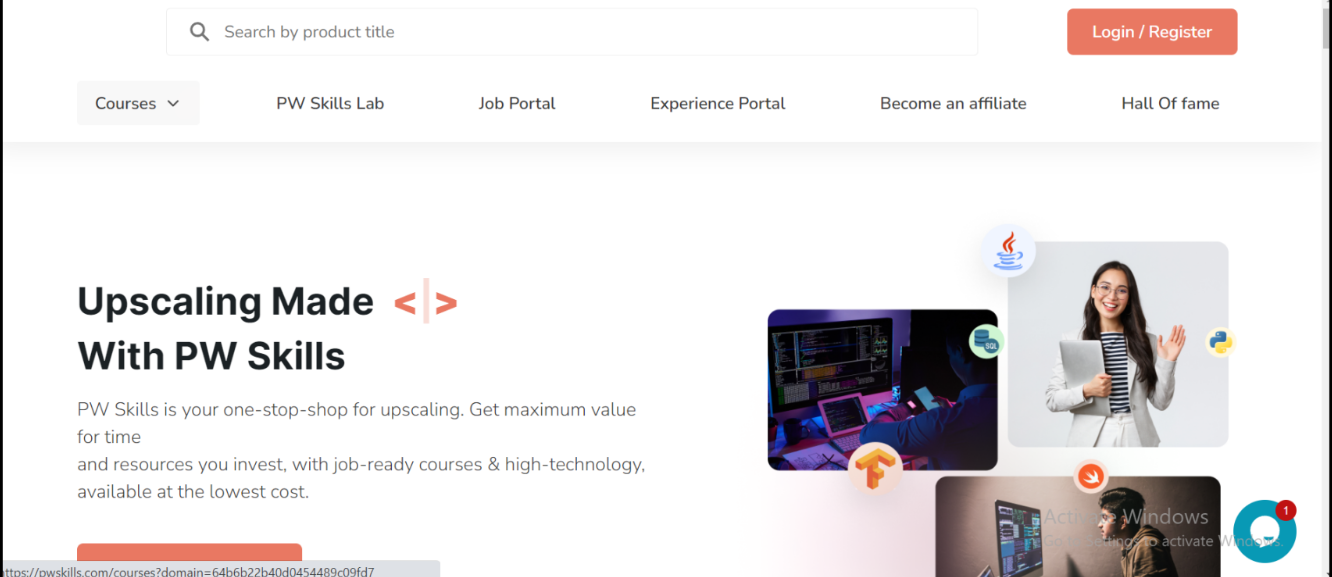 Search by product title
Login / Register
Courses
PW Skills Lab
Job Portal
Experience Portal
Become an affiliate
Hall Of fame
Upscaling Made <|>
With PW Skills
PW Skills is your one-stop-shop for upscaling. Get maximum value
for time
and resources you invest, with job-ready courses & high-technology,
available at the lowest cost.
SQL
Activate Windows
Go to Settings to activate Windows.
1
https://pwskills.com/courses?domain=64b6b22b40d0454489c09fd7